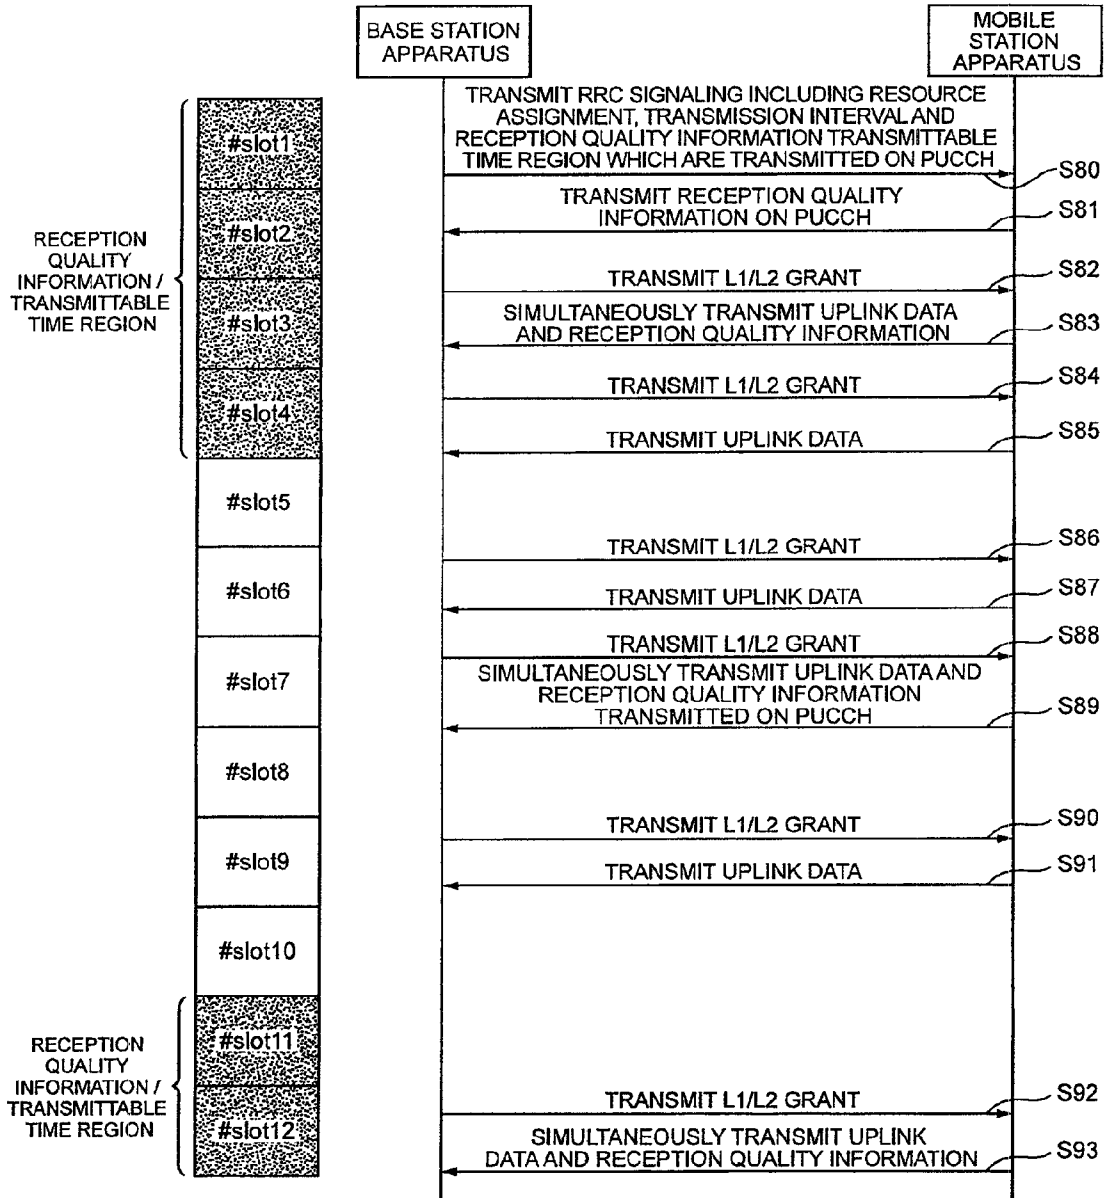 BASE STATION
APPARATUS
MOBILE
STATION
APPARATUS
TRANSMIT RRC SIGNALING INCLUDING RESOURCE
ASSIGNMENT, TRANSMISSION INTERVAL AND
RECEPTION QUALITY INFORMATION TRANSMITTABLE
TIME REGION WHICH ARE TRANSMITTED ON PUCCH
S80
#slot1
TRANSMIT RECEPTION QUALITY
INFORMATION ON PUCCH
S81
#slot2
RECEPTION
QUALITY
INFORMATION /
TRANSMITTABLE
TIME REGION
TRANSMIT L1/L2 GRANT
S82
#slot3
SIMULTANEOUSLY TRANSMIT UPLINK DATA
AND RECEPTION QUALITY INFORMATION
S83
TRANSMIT L1/L2 GRANT
S84
#slot4
TRANSMIT UPLINK DATA
S85
#slot5
TRANSMIT L1/L2 GRANT
S86
#slot6
TRANSMIT UPLINK DATA
S87
TRANSMIT L1/L2 GRANT
S88
#slot7
SIMULTANEOUSLY TRANSMIT UPLINK DATA AND
RECEPTION QUALITY INFORMATION
TRANSMITTED ON PUCCH
S89
#slot8
TRANSMIT L1/L2 GRANT
S90
#slot9
TRANSMIT UPLINK DATA
S91
#slot10
#slot11
RECEPTION
QUALITY
INFORMATION /
TRANSMITTABLE
TIME REGION
TRANSMIT L1/L2 GRANT
S92
#slot12
SIMULTANEOUSLY TRANSMIT UPLINK
DATA AND RECEPTION QUALITY INFORMATION
S93